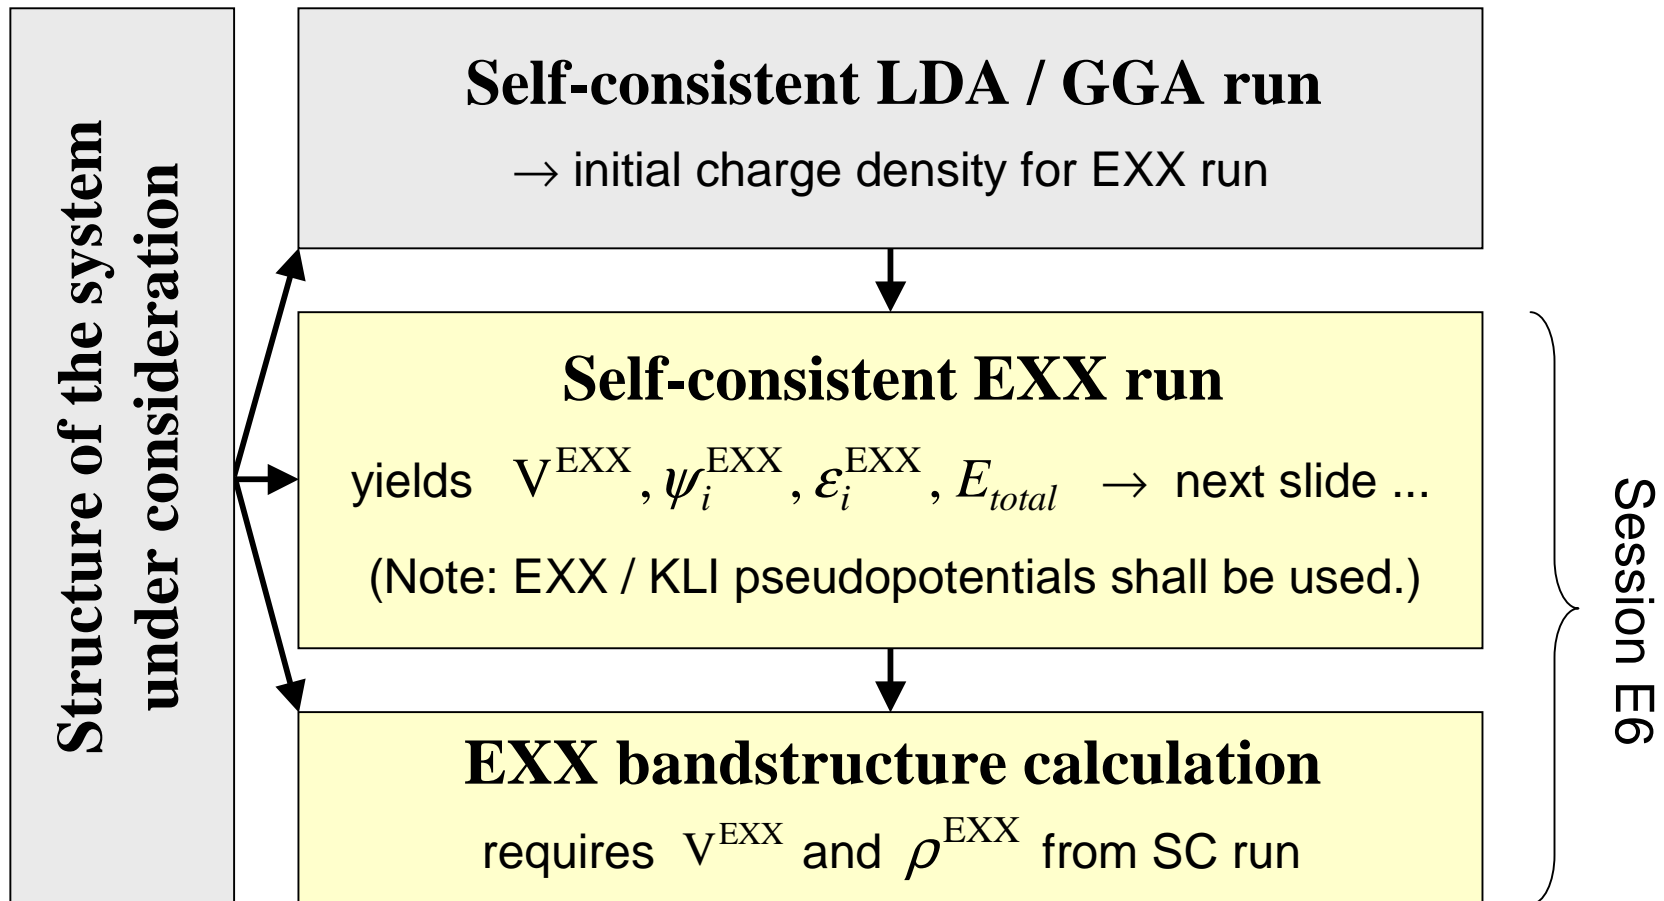 Structure of the system
under consideration
Self-consistent LDA / GGA run
→ initial charge density for EXX run
Self-consistent EXX run
yields V^EXX, ψ_i^EXX, ε_i^EXX, E_total → next slide ...
(Note: EXX / KLI pseudopotentials shall be used.)
EXX bandstructure calculation
requires V^EXX and ρ^EXX from SC run
Session E6